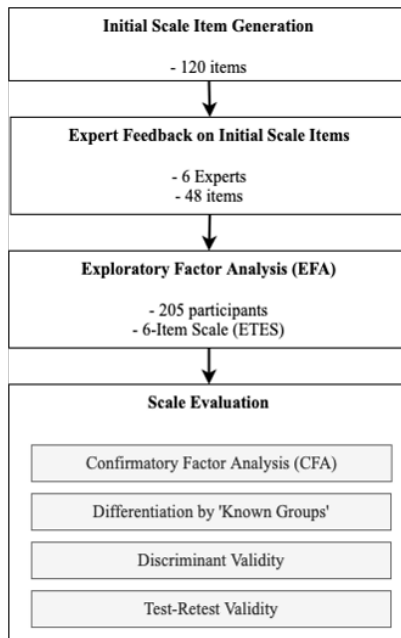 Initial Scale Item Generation
- 120 items
Expert Feedback on Initial Scale Items
- 6 Experts
- 48 items
Exploratory Factor Analysis (EFA)
- 205 participants
- 6-Item Scale (ETES)
Scale Evaluation
Confirmatory Factor Analysis (CFA)
Differentiation by 'Known Groups'
Discriminant Validity
Test-Retest Validity